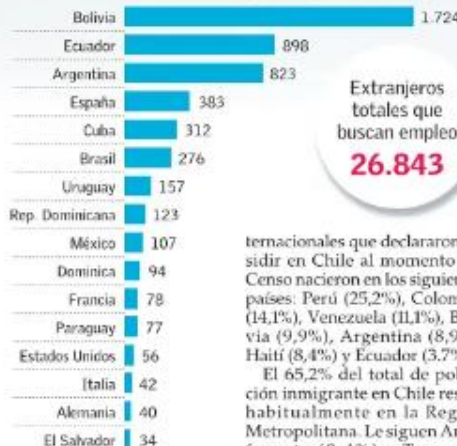 Bolivia 1.724
Ecuador 898
Argentina 823
España 383
Cuba 312
Brasil 276
Uruguay 157
Rep. Dominicana 123
México 107
Dominica 94
Francia 78
Paraguay 77
Estados Unidos 56
Italia 42
Alemania 40
El Salvador 34
Extranjeros
totales que
buscan empleo
26.843
ternacionales que declararon
sidir en Chile al momento
Censo nacieron en los siguien
países: Perú (25,2%), Colom
(14,1%), Venezuela (11,1%), B
via (9,9%), Argentina (8,9
Haití (8,4%) y Ecuador (3.7%
El 65,2% del total de pobl
ción inmigrante en Chile res
habitualmente en la Reg
Metropolitana. Le siguen An